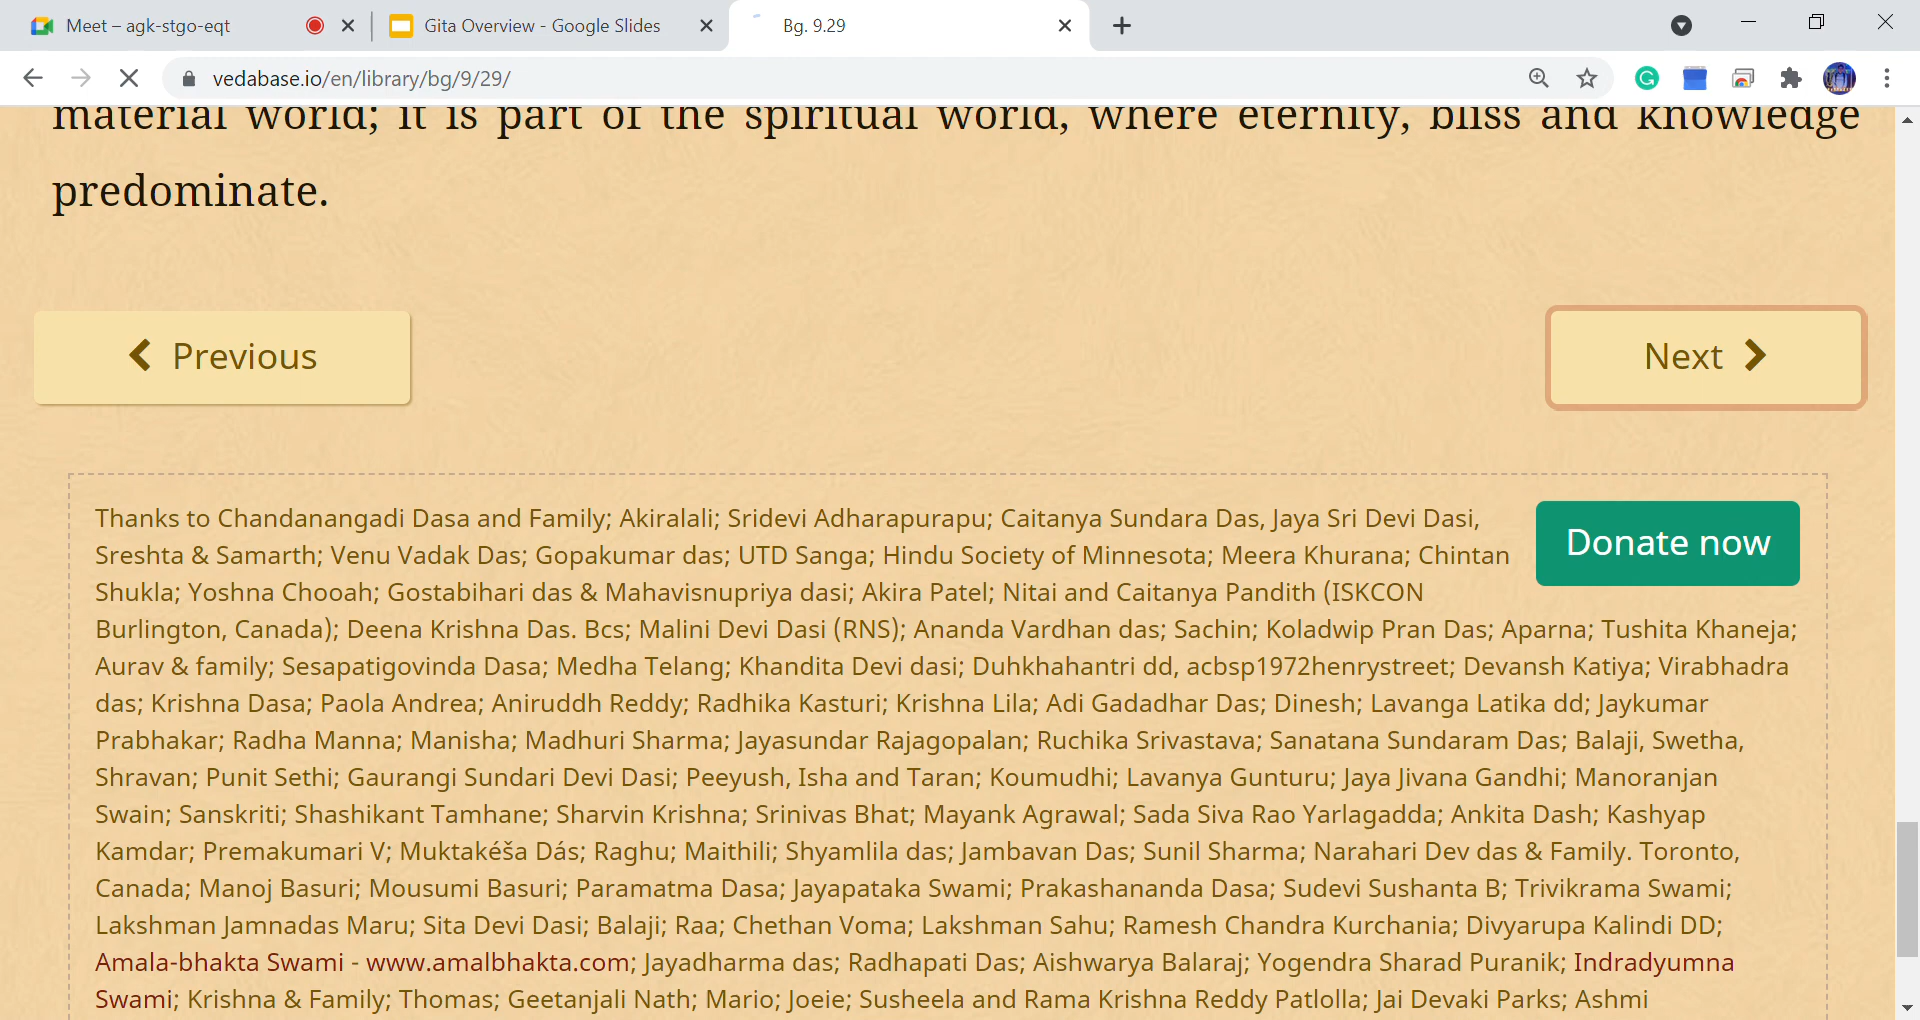 Meet – agk-stgo-eqt
Gita Overview - Google Slides
Bg. 9.29
vedabase.io/en/library/bg/9/29/
material world; it is part of the spiritual world, where eternity, bliss and knowledge
predominate.
Previous
Next
Donate now
Thanks to Chandanangadi Dasa and Family; Akiralali; Sridevi Adharapurapu; Caitanya Sundara Das, Jaya Sri Devi Dasi,
Sreshta & Samarth; Venu Vadak Das; Gopakumar das; UTD Sanga; Hindu Society of Minnesota; Meera Khurana; Chintan
Shukla; Yoshna Chooah; Gostabihari das & Mahavisnupriya dasi; Akira Patel; Nitai and Caitanya Pandith (ISKCON
Burlington, Canada); Deena Krishna Das. Bcs; Malini Devi Dasi (RNS); Ananda Vardhan das; Sachin; Koladwip Pran Das; Aparna; Tushita Khaneja;
Aurav & family; Sesapatigovinda Dasa; Medha Telang; Khandita Devi dasi; Duhkhahantri dd, acbsp1972henrystreet; Devansh Katiya; Virabhadra
das; Krishna Dasa; Paola Andrea; Aniruddh Reddy; Radhika Kasturi; Krishna Lila; Adi Gadadhar Das; Dinesh; Lavanga Latika dd; Jaykumar
Prabhakar; Radha Manna; Manisha; Madhuri Sharma; Jayasundar Rajagopalan; Ruchika Srivastava; Sanatana Sundaram Das; Balaji, Swetha,
Shravan; Punit Sethi; Gaurangi Sundari Devi Dasi; Peeyush, Isha and Taran; Koumudhi; Lavanya Gunturu; Jaya Jivana Gandhi; Manoranjan
Swain; Sanskriti; Shashikant Tamhane; Sharvin Krishna; Srinivas Bhat; Mayank Agrawal; Sada Siva Rao Yarlagadda; Ankita Dash; Kashyap
Kamdar; Premakumari V; Muktakéša Dás; Raghu; Maithili; Shyamlila das; Jambavan Das; Sunil Sharma; Narahari Dev das & Family. Toronto,
Canada; Manoj Basuri; Mousumi Basuri; Paramatma Dasa; Jayapataka Swami; Prakashananda Dasa; Sudevi Sushanta B; Trivikrama Swami;
Lakshman Jamnadas Maru; Sita Devi Dasi; Balaji; Raa; Chethan Voma; Lakshman Sahu; Ramesh Chandra Kurchania; Divyarupa Kalindi DD;
Amala-bhakta Swami - www.amalbhakta.com; Jayadharma das; Radhapati Das; Aishwarya Balaraj; Yogendra Sharad Puranik; Indradyumna
Swami; Krishna & Family; Thomas; Geetanjali Nath; Mario; Joeie; Susheela and Rama Krishna Reddy Patlolla; Jai Devaki Parks; Ashmi